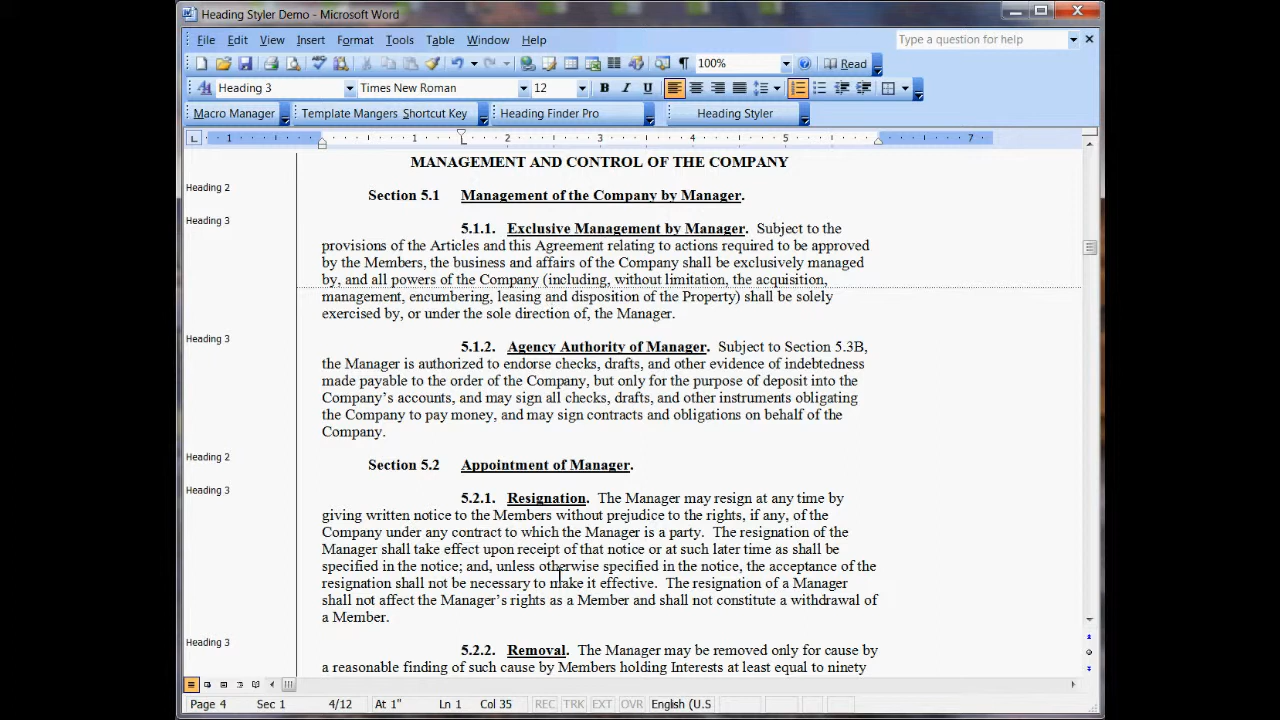 Heading Styler Demo - Microsoft Word
File Edit View Insert Format Tools Table Window Help Type a question for help
100% Read
Heading 3 Times New Roman 12 B I U
Macro Manager Template Mangers Shortcut Key Heading Finder Pro Heading Styler
1 1 2 3 4 5 7
MANAGEMENT AND CONTROL OF THE COMPANY
Heading 2
Section 5.1 Management of the Company by Manager.
Heading 3
5.1.1. Exclusive Management by Manager. Subject to the
provisions of the Articles and this Agreement relating to actions required to be approved
by the Members, the business and affairs of the Company shall be exclusively managed
by, and all powers of the Company (including, without limitation, the acquisition,
management, encumbering, leasing and disposition of the Property) shall be solely
exercised by, or under the sole direction of, the Manager.
Heading 3
5.1.2. Agency Authority of Manager. Subject to Section 5.3B,
the Manager is authorized to endorse checks, drafts, and other evidence of indebtedness
made payable to the order of the Company, but only for the purpose of deposit into the
Company’s accounts, and may sign all checks, drafts, and other instruments obligating
the Company to pay money, and may sign contracts and obligations on behalf of the
Company.
Heading 2
Section 5.2 Appointment of Manager.
Heading 3
5.2.1. Resignation. The Manager may resign at any time by
giving written notice to the Members without prejudice to the rights, if any, of the
Company under any contract to which the Manager is a party. The resignation of the
Manager shall take effect upon receipt of that notice or at such later time as shall be
specified in the notice; and, unless otherwise specified in the notice, the acceptance of the
resignation shall not be necessary to make it effective. The resignation of a Manager
shall not affect the Manager’s rights as a Member and shall not constitute a withdrawal of
a Member.
Heading 3
5.2.2. Removal. The Manager may be removed only for cause by
a reasonable finding of such cause by Members holding Interests at least equal to ninety
Page 4 Sec 1 4/12 At 1" Ln 1 Col 35 REC TRK EXT OVR English (U.S